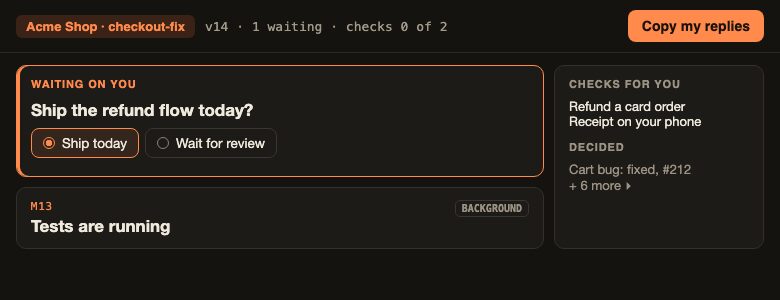 Acme Shop · checkout-fix
v14 · 1 waiting · checks 0 of 2
Copy my replies
WAITING ON YOU
Ship the refund flow today?
Ship today
Wait for review
M13
BACKGROUND
Tests are running
CHECKS FOR YOU
Refund a card order
Receipt on your phone
DECIDED
Cart bug: fixed, #212
+ 6 more